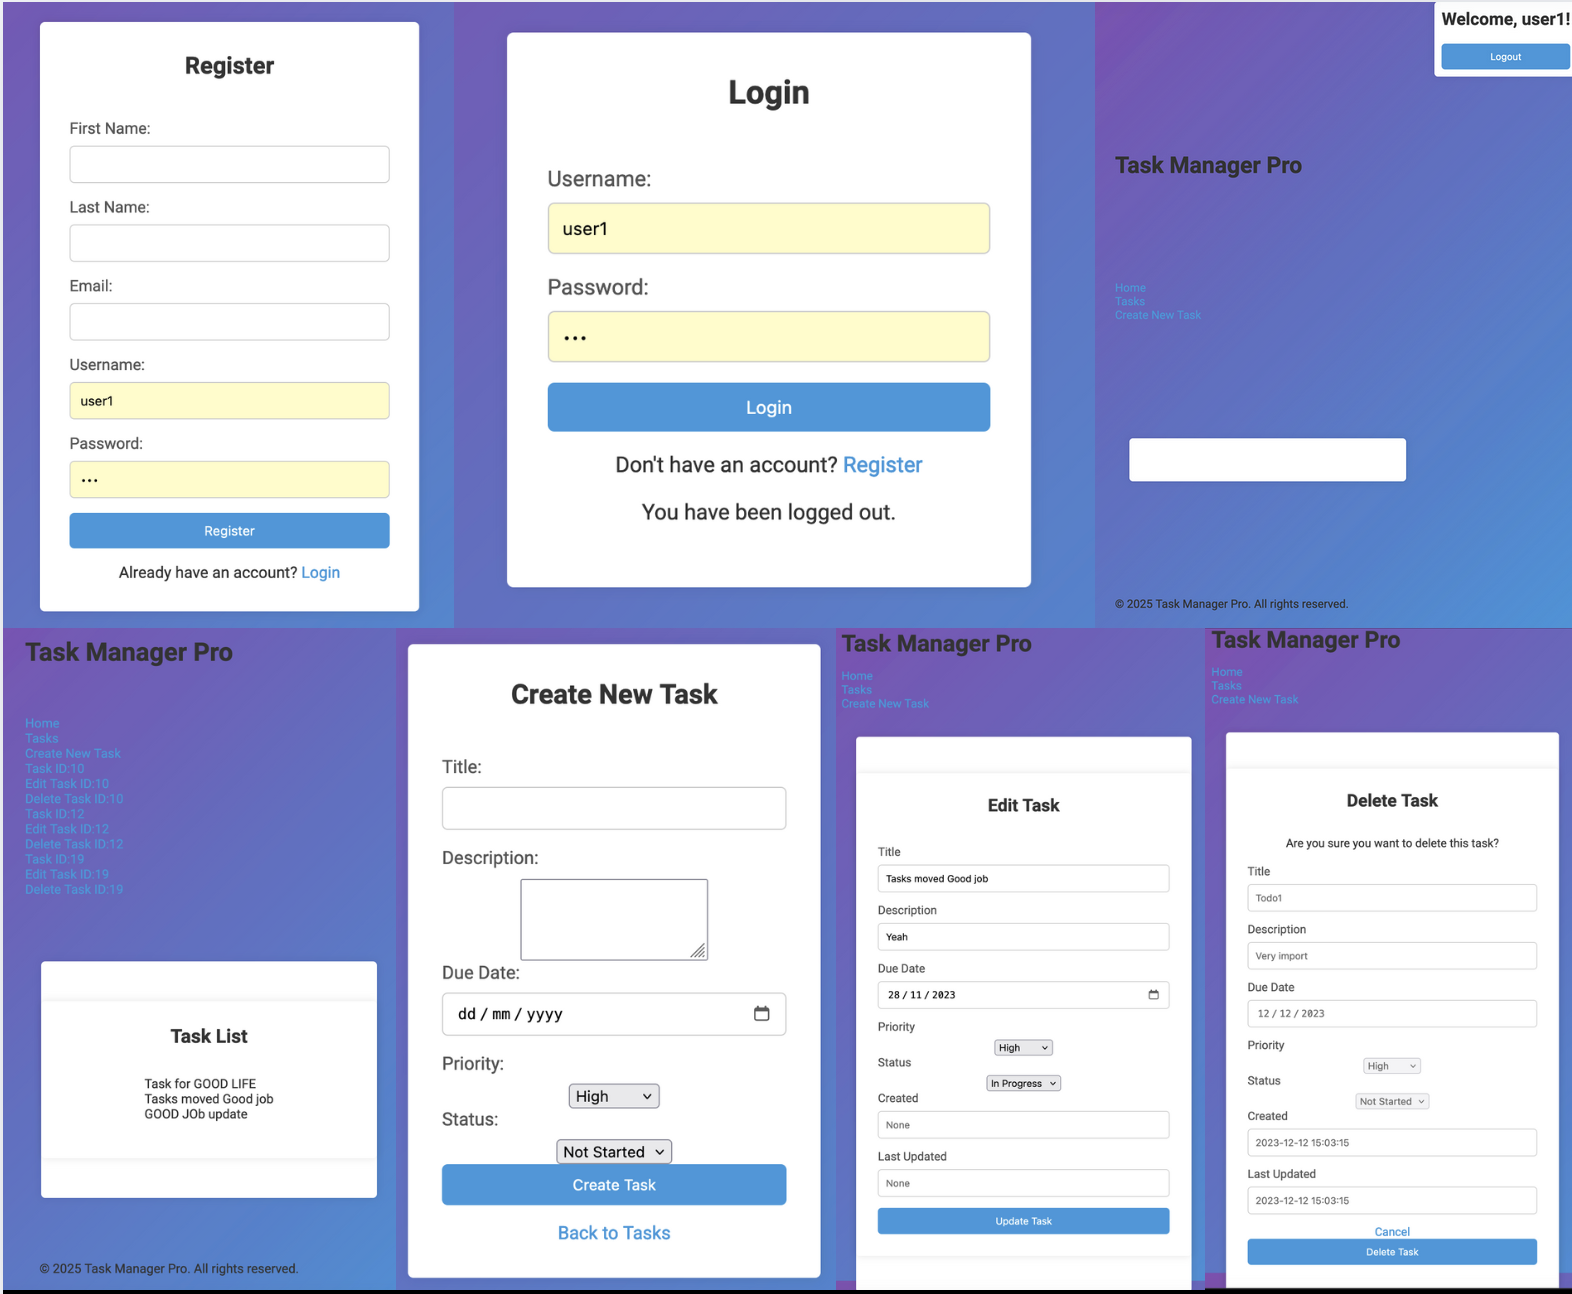 Register
First Name:
Last Name:
Email:
Username:
user1
Password:
•••
Register
Already have an account? Login
Login
Username:
user1
Password:
•••
Login
Don't have an account? Register
You have been logged out.
Welcome, user1!
Logout
Task Manager Pro
Home
Tasks
Create New Task
© 2025 Task Manager Pro. All rights reserved.
Task Manager Pro
Home
Tasks
Create New Task
Task ID:10
Edit Task ID:10
Delete Task ID:10
Task ID:12
Edit Task ID:12
Delete Task ID:12
Task ID:19
Edit Task ID:19
Delete Task ID:19
Task List
Task for GOOD LIFE
Tasks moved Good job
GOOD JOb update
© 2025 Task Manager Pro. All rights reserved.
Create New Task
Title:
Description:
Due Date:
dd / mm / yyyy
Priority:
High
Status:
Not Started
Create Task
Back to Tasks
Task Manager Pro
Home
Tasks
Create New Task
Edit Task
Title
Tasks moved Good job
Description
Yeah
Due Date
28 / 11 / 2023
Priority
High
Status
In Progress
Created
None
Last Updated
None
Update Task
Task Manager Pro
Home
Tasks
Create New Task
Delete Task
Are you sure you want to delete this task?
Title
Todo1
Description
Very import
Due Date
12 / 12 / 2023
Priority
High
Status
Not Started
Created
2023-12-12 15:03:15
Last Updated
2023-12-12 15:03:15
Cancel
Delete Task